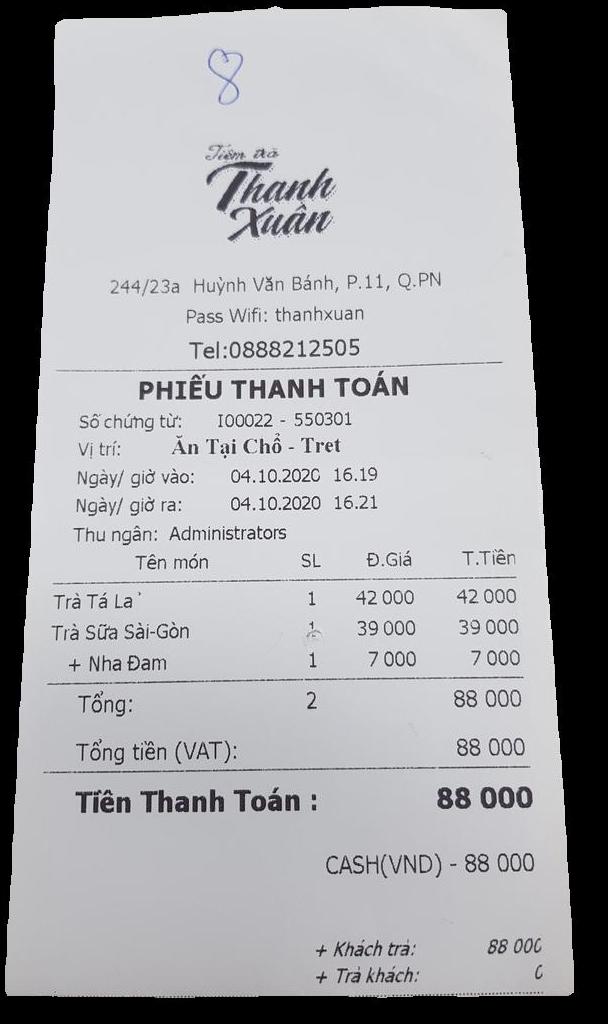 8
Tiệm trà
Thanh
Xuân
244/23a Huỳnh Văn Bánh, P.11, Q.PN
Pass Wifi: thanhxuan
Tel:0888212505
PHIẾU THANH TOÁN
Số chứng từ: I00022 - 550301
Vị trí: Ăn Tại Chổ - Tret
Ngày/ giờ vào: 04.10.2020 16.19
Ngày/ giờ ra: 04.10.2020 16.21
Thu ngân: Administrators
Tên món SL Đ.Giá T.Tiền
Trà Tá Lả 1 42 000 42 000
Trà Sữa Sài-Gòn 1 39 000 39 000
+ Nha Đam 1 7 000 7 000
Tổng: 2 88 000
Tổng tiền (VAT): 88 000
Tiền Thanh Toán : 88 000
CASH(VND) - 88 000
+ Khách trả: 88 000
+ Trả khách: 0